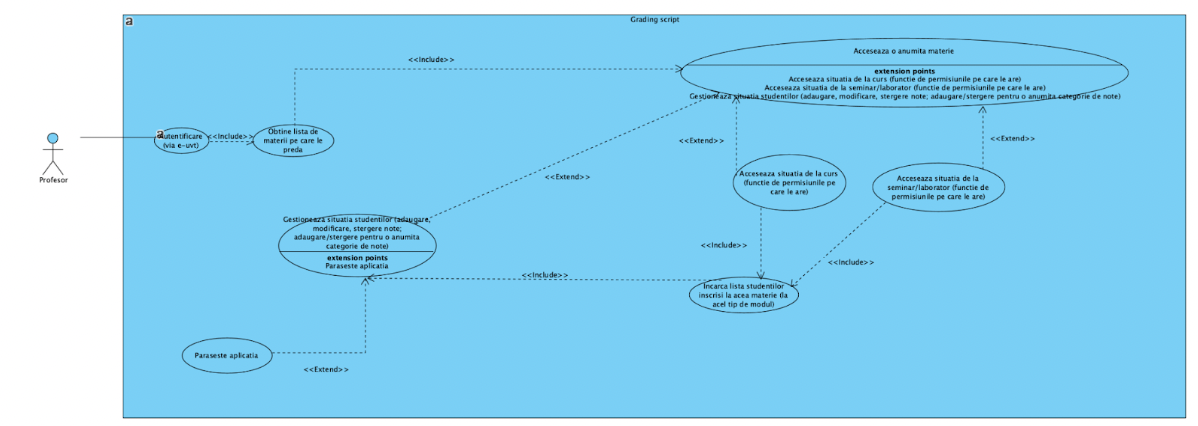 a
Grading script
Acceseaza o anumita materie
extension points
Acceseaza situatia de la curs (functie de permisiunile pe care le are)
Acceseaza situatia de la seminar/laborator (functie de permisiunile pe care le are)
Gestioneaza situatia studentilor (adaugare, modificare, stergere note; adaugare/stergere pentru o anumita categorie de note)
<<Include>>
a
Autentificare
(via e-uvt)
<<Include>>
Obtine lista de
materii pe care le
preda
Profesor
<<Extend>>
<<Extend>>
<<Extend>>
Acceseaza situatia de la curs
(functie de permisiunile pe
care le are)
Acceseaza situatia de la
seminar/laborator (functie de
permisiunile pe care le are)
Gestioneaza situatia studentilor (adaugare,
modificare, stergere note;
adaugare/stergere pentru o anumita
categorie de note)
extension points
Paraseste aplicatia
<<Include>>
<<Include>>
<<Include>>
Incarca lista studentilor
inscrisi la acea materie (la
acel tip de modul)
Paraseste aplicatia
<<Extend>>